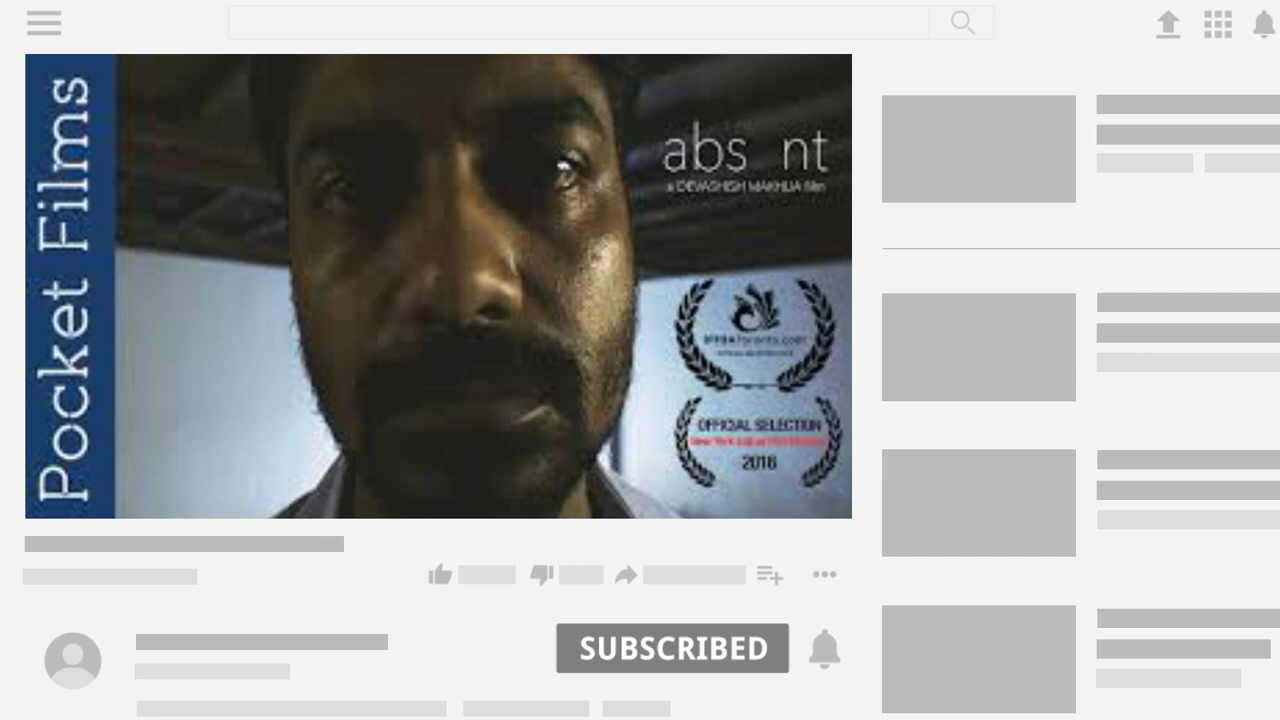 Pocket Films
abs nt
a DEVASHISH MAKHIJA film
OFFICIAL SELECTION
2016
SUBSCRIBED